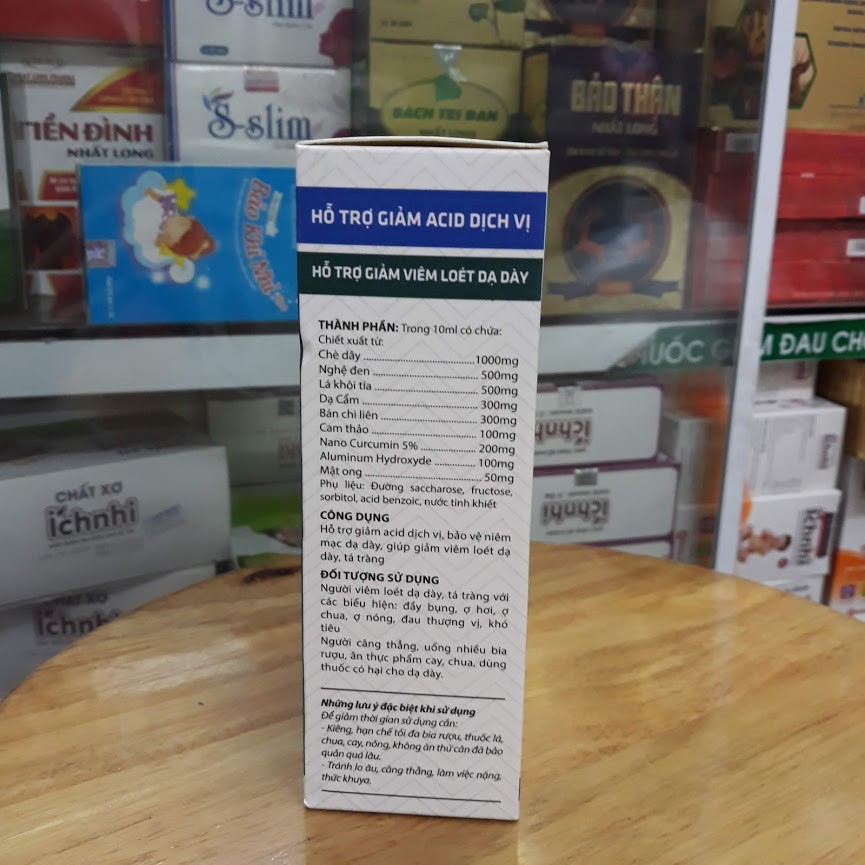 S-slim
S-slim
TIỀN ĐÌNH
NHẤT LONG
BÁCH TRĨ BAN
BẢO THẬN
NHẤT LONG
Bảo Khí Nhi
HỖ TRỢ GIẢM ACID DỊCH VỊ
HỖ TRỢ GIẢM VIÊM LOÉT DẠ DÀY
THÀNH PHẦN: Trong 10ml có chứa:
Chiết xuất từ:
Chè dây ........ 1000mg
Nghệ đen ........ 500mg
Lá khôi tía ........ 500mg
Dạ Cẩm ........ 300mg
Bán chi liên ........ 300mg
Cam thảo ........ 100mg
Nano Curcumin 5% ........ 200mg
Aluminum Hydroxyde ........ 100mg
Mật ong ........ 50mg
Phụ liệu: Đường saccharose, fructose,
sorbitol, acid benzoic, nước tinh khiết
CÔNG DỤNG
Hỗ trợ giảm acid dịch vị, bảo vệ niêm
mạc dạ dày, giúp giảm viêm loét dạ
dày, tá tràng
ĐỐI TƯỢNG SỬ DỤNG
Người viêm loét dạ dày, tá tràng với
các biểu hiện: đầy bụng, ợ hơi, ợ
chua, ợ nóng, đau thượng vị, khó
tiêu
Người căng thẳng, uống nhiều bia
rượu, ăn thực phẩm cay, chua, dùng
thuốc có hại cho dạ dày.
Những lưu ý đặc biệt khi sử dụng
Để giảm thời gian sử dụng cần:
- Kiêng, hạn chế tối đa bia rượu, thuốc lá,
chua, cay, nóng, không ăn thứ căn đã bảo
quản quá lâu.
- Tránh lo âu, căng thẳng, làm việc nặng,
thức khuya.
ĐAU
CHẤT XƠ
ichnhi
CHẤT XƠ
ichnhi
ichnhi
ichnhi
ichnhi
ichnhi